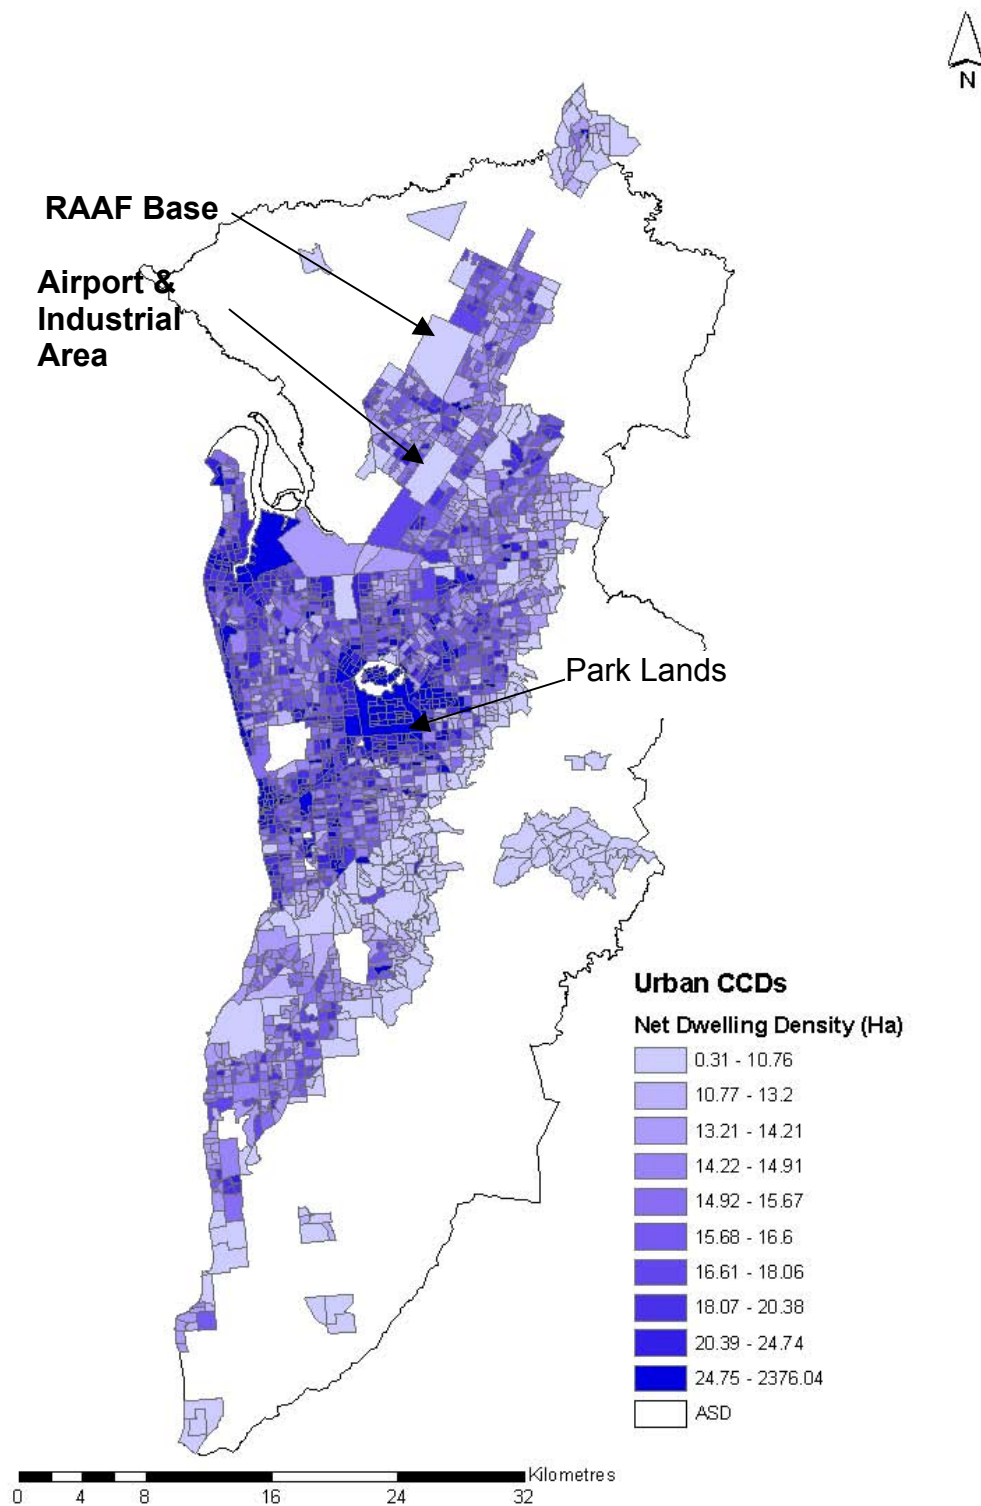 N
RAAF Base
Airport &
Industrial
Area
Park Lands
Urban CCDs
Net Dwelling Density (Ha)
0.31 - 10.76
10.77 - 13.2
13.21 - 14.21
14.22 - 14.91
14.92 - 15.67
15.68 - 16.6
16.61 - 18.06
18.07 - 20.38
20.39 - 24.74
24.75 - 2376.04
ASD
Kilometres
0 4 8 16 24 32